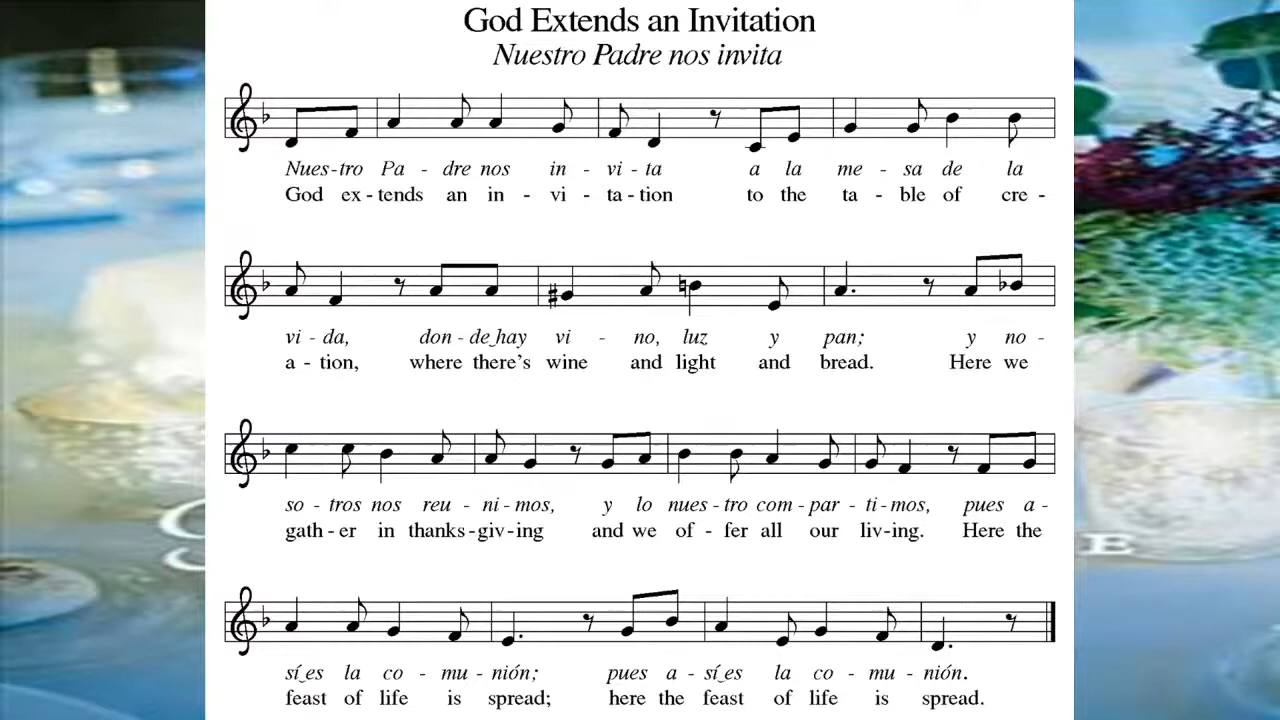 God Extends an Invitation
Nuestro Padre nos invita
Nues-tro Pa - dre nos in - vi - ta a la me - sa de la
God ex - tends an in - vi - ta - tion to the ta - ble of cre -
vi - da, don - de‿hay vi - no, luz y pan; y no -
a - tion, where there's wine and light and bread. Here we
so - tros nos reu - ni - mos, y lo nues - tro com - par - ti - mos, pues a -
gath - er in thanks - giv - ing and we of - fer all our liv - ing. Here the
sí‿es la co - mu - nión; pues a - sí‿es la co - mu - nión.
feast of life is spread; here the feast of life is spread.